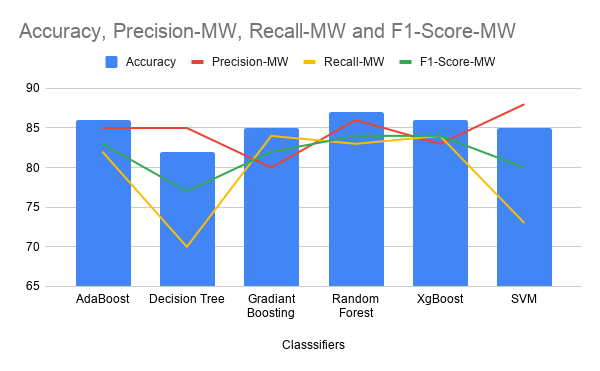 Accuracy, Precision-MW, Recall-MW and F1-Score-MW
Accuracy Precision-MW Recall-MW F1-Score-MW
90
85
80
75
70
65
AdaBoost Decision Tree Gradiant Boosting Random Forest XgBoost SVM
Classsifiers